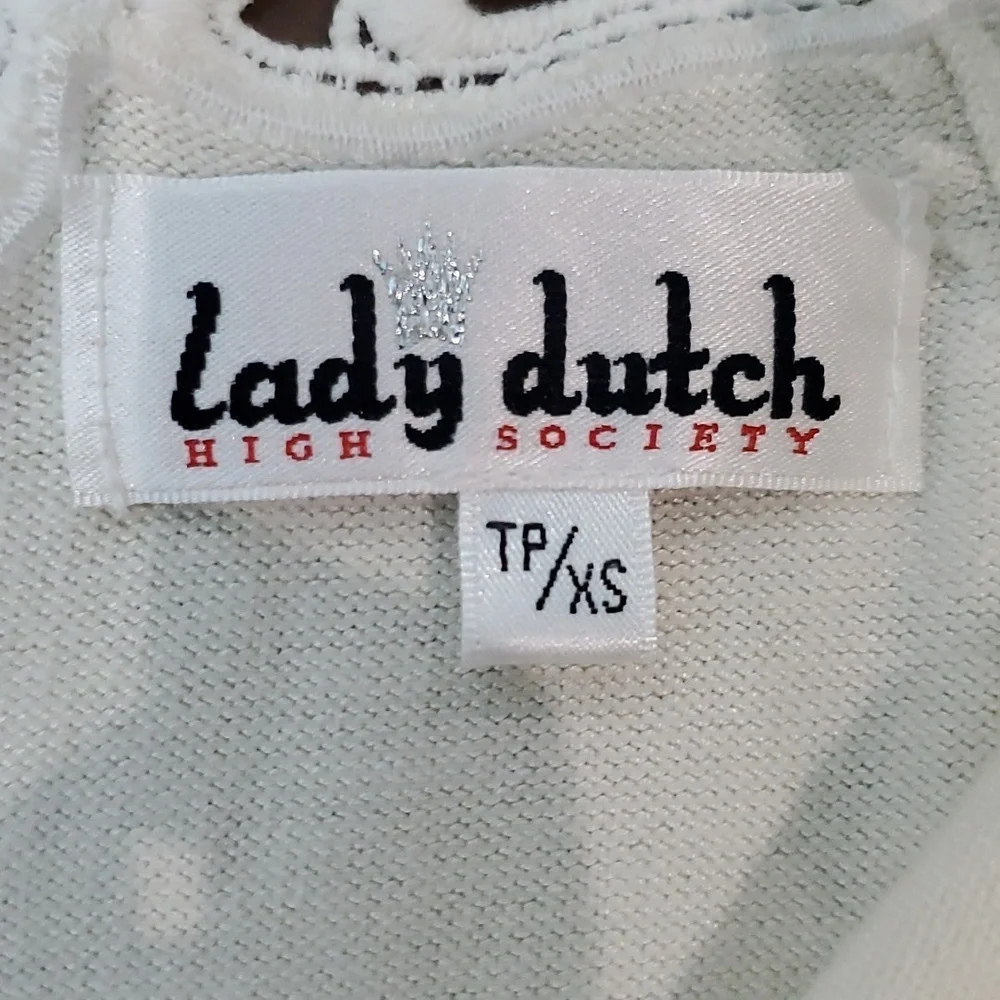 lady dutch
HIGH SOCIETY
TP/XS